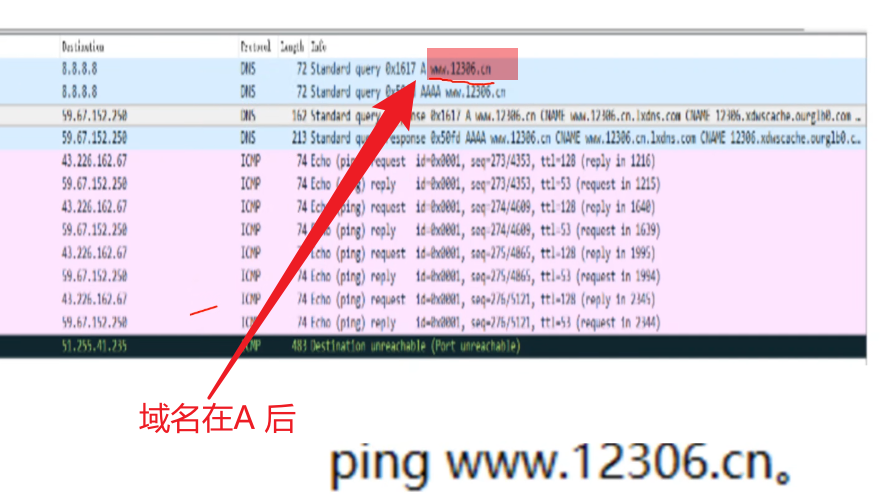 Destination Protocol Length Info
8.8.8.8 DNS 72 Standard query 0x1617 A www.12306.cn
8.8.8.8 DNS 72 Standard query AAAA www.12306.cn
59.67.152.250 DNS 162 Standard query 0x1617 A www.12306.cn CNAME www.12306.cn.lxdns.com CNAME 12306.xdwscache.ourglb0.com …
59.67.152.250 DNS 213 Standard query response 0x50fd AAAA www.12306.cn CNAME www.12306.cn.lxdns.com CNAME 12306.xdwscache.ourglb0.c…
43.226.162.67 ICMP 74 Echo (ping) request id=0x0001, seq=273/4353, ttl=128 (reply in 1216)
59.67.152.250 ICMP 74 Echo (ping) reply id=0x0001, seq=273/4353, ttl=53 (request in 1215)
43.226.162.67 ICMP 74 Echo (ping) request id=0x0001, seq=274/4609, ttl=128 (reply in 1640)
59.67.152.250 ICMP 74 Echo (ping) reply id=0x0001, seq=274/4609, ttl=53 (request in 1639)
43.226.162.67 ICMP Echo (ping) request id=0x0001, seq=275/4865, ttl=128 (reply in 1995)
59.67.152.250 ICMP 74 Echo (ping) reply id=0x0001, seq=275/4865, ttl=53 (request in 1994)
43.226.162.67 ICMP 74 Echo (ping) request id=0x0001, seq=276/5121, ttl=128 (reply in 2345)
59.67.152.250 ICMP 74 Echo (ping) reply id=0x0001, seq=276/5121, ttl=53 (request in 2344)
51.255.41.235 ICMP 483 Destination unreachable (Port unreachable)
域名在A 后
ping www.12306.cn。